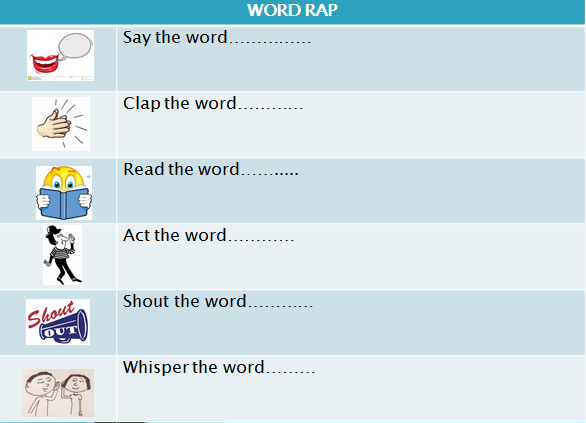 WORD RAP
Say the word……………
Clap the word…………
Read the word…….....
Act the word…………
Shout the word…………
Shout
OUT
Whisper the word………